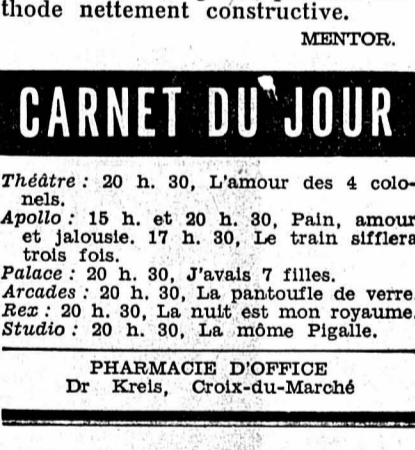 thode nettement constructive.
MENTOR.
CARNET DU JOUR
Théâtre : 20 h. 30, L'amour des 4 colo-
nels.
Apollo : 15 h. et 20 h. 30, Pain, amour
et jalousie. 17 h. 30, Le train sifflera
trois fois.
Palace : 20 h. 30, J'avais 7 filles.
Arcades : 20 h. 30, La pantoufle de verre.
Rex : 20 h. 30, La nuit est mon royaume.
Studio : 20 h. 30, La môme Pigalle.
PHARMACIE D'OFFICE
Dr Kreis, Croix-du-Marché